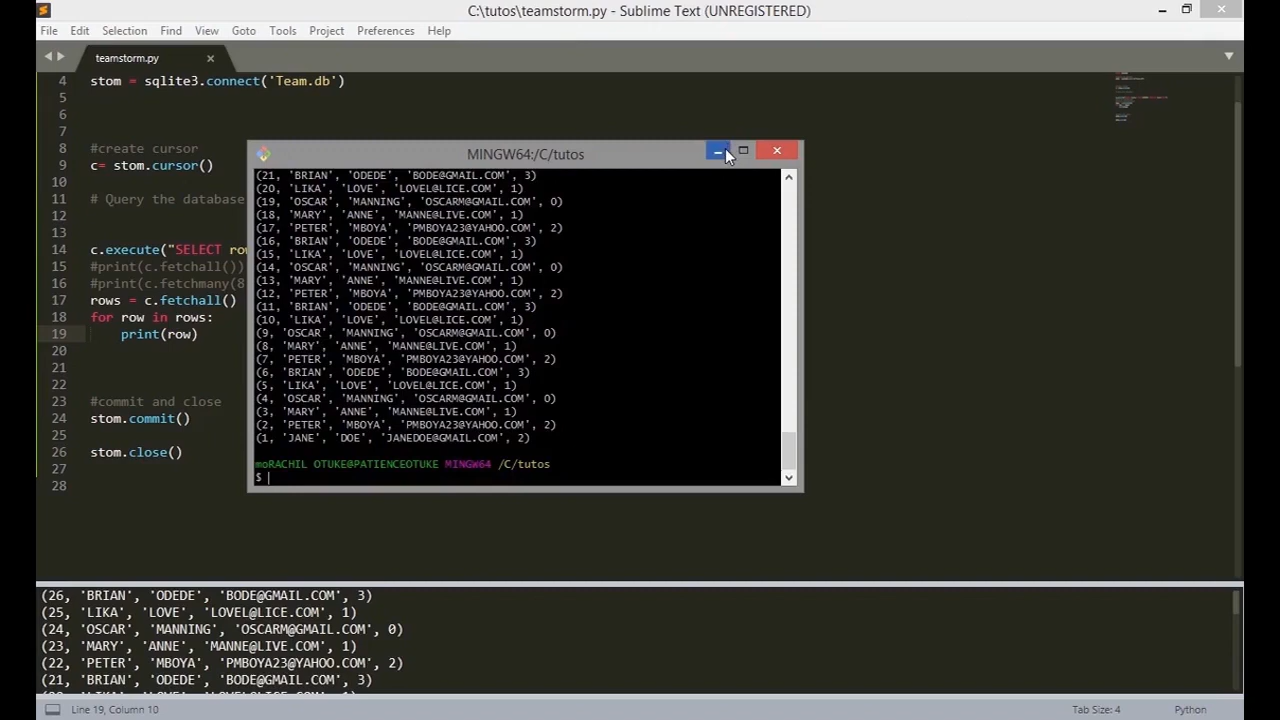 C:\tutos\teamstorm.py - Sublime Text (UNREGISTERED)
File Edit Selection Find View Goto Tools Project Preferences Help
teamstorm.py
4 stom = sqlite3.connect('Team.db')
5
6
7
8 #create cursor
9 c= stom.cursor()
10
11 # Query the database
12
13
14 c.execute("SELECT row
15 #print(c.fetchall())
16 #print(c.fetchmany(8
17 rows = c.fetchall()
18 for row in rows:
19 print(row)
20
21
22
23 #commit and close
24 stom.commit()
25
26 stom.close()
27
28
MINGW64:/C/tutos
(21, 'BRIAN', 'ODEDE', 'BODE@GMAIL.COM', 3)
(20, 'LIKA', 'LOVE', 'LOVEL@LICE.COM', 1)
(19, 'OSCAR', 'MANNING', 'OSCARM@GMAIL.COM', 0)
(18, 'MARY', 'ANNE', 'MANNE@LIVE.COM', 1)
(17, 'PETER', 'MBOYA', 'PMBOYA23@YAHOO.COM', 2)
(16, 'BRIAN', 'ODEDE', 'BODE@GMAIL.COM', 3)
(15, 'LIKA', 'LOVE', 'LOVEL@LICE.COM', 1)
(14, 'OSCAR', 'MANNING', 'OSCARM@GMAIL.COM', 0)
(13, 'MARY', 'ANNE', 'MANNE@LIVE.COM', 1)
(12, 'PETER', 'MBOYA', 'PMBOYA23@YAHOO.COM', 2)
(11, 'BRIAN', 'ODEDE', 'BODE@GMAIL.COM', 3)
(10, 'LIKA', 'LOVE', 'LOVEL@LICE.COM', 1)
(9, 'OSCAR', 'MANNING', 'OSCARM@GMAIL.COM', 0)
(8, 'MARY', 'ANNE', 'MANNE@LIVE.COM', 1)
(7, 'PETER', 'MBOYA', 'PMBOYA23@YAHOO.COM', 2)
(6, 'BRIAN', 'ODEDE', 'BODE@GMAIL.COM', 3)
(5, 'LIKA', 'LOVE', 'LOVEL@LICE.COM', 1)
(4, 'OSCAR', 'MANNING', 'OSCARM@GMAIL.COM', 0)
(3, 'MARY', 'ANNE', 'MANNE@LIVE.COM', 1)
(2, 'PETER', 'MBOYA', 'PMBOYA23@YAHOO.COM', 2)
(1, 'JANE', 'DOE', 'JANEDOE@GMAIL.COM', 2)
moRACHIL OTUKE@PATIENCEOTUKE MINGW64 /C/tutos
$
(26, 'BRIAN', 'ODEDE', 'BODE@GMAIL.COM', 3)
(25, 'LIKA', 'LOVE', 'LOVEL@LICE.COM', 1)
(24, 'OSCAR', 'MANNING', 'OSCARM@GMAIL.COM', 0)
(23, 'MARY', 'ANNE', 'MANNE@LIVE.COM', 1)
(22, 'PETER', 'MBOYA', 'PMBOYA23@YAHOO.COM', 2)
(21, 'BRIAN', 'ODEDE', 'BODE@GMAIL.COM', 3)
Line 19, Column 10
Tab Size: 4
Python